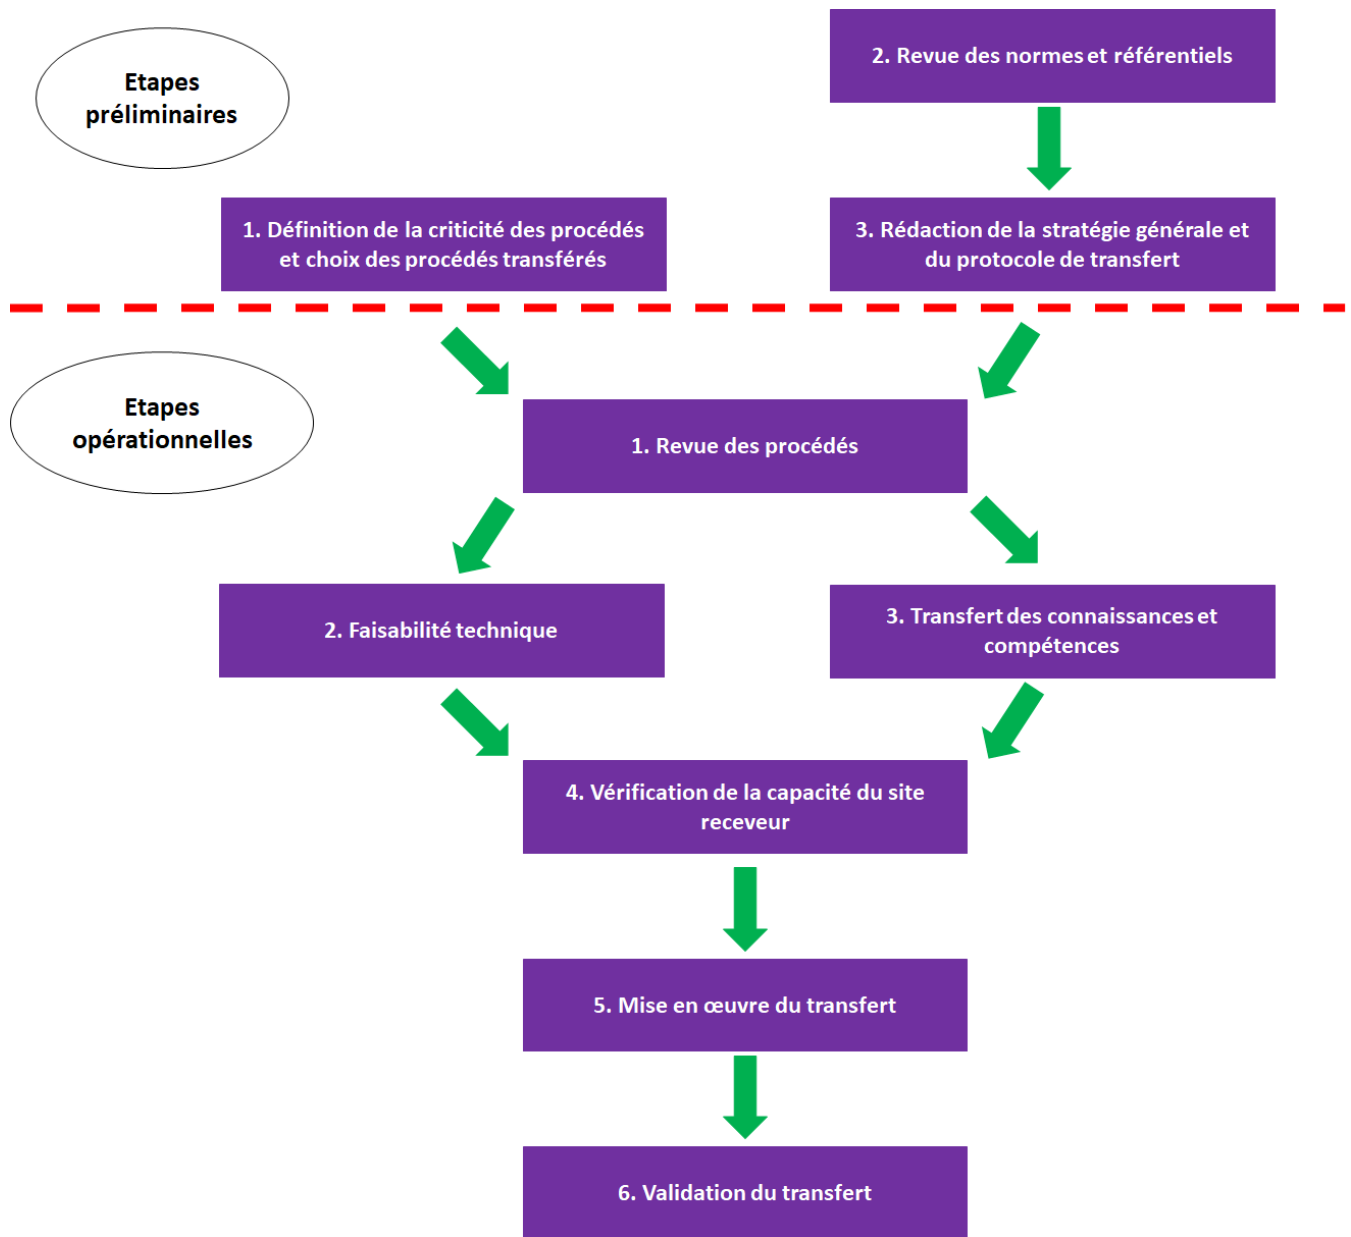 Etapes
préliminaires
2. Revue des normes et référentiels
1. Définition de la criticité des procédés
et choix des procédés transférés
3. Rédaction de la stratégie générale et
du protocole de transfert
Etapes
opérationnelles
1. Revue des procédés
2. Faisabilité technique
3. Transfert des connaissances et
compétences
4. Vérification de la capacité du site
receveur
5. Mise en œuvre du transfert
6. Validation du transfert